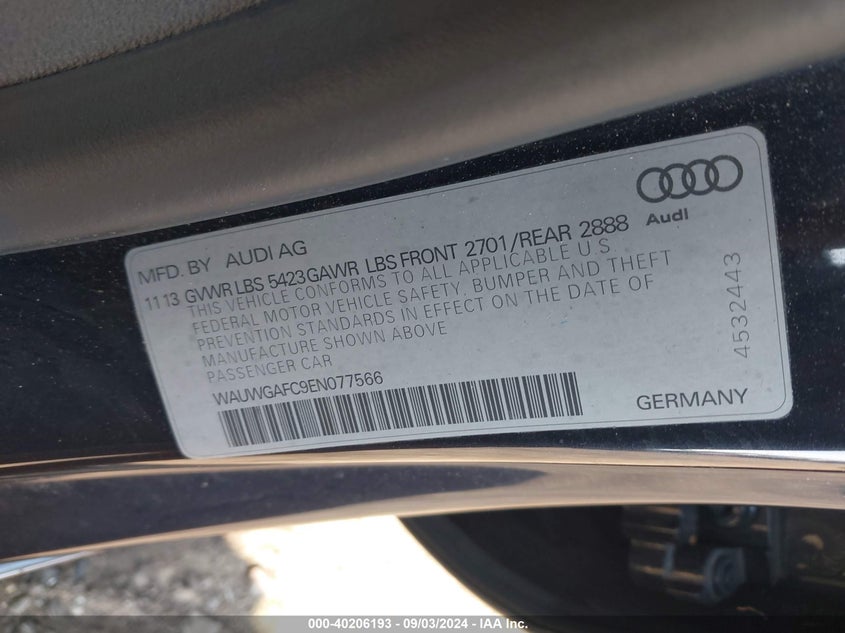 Audi
MFD. BY AUDI AG
11 13 GVWR LBS 5423 GAWR LBS FRONT 2701/REAR 2888
THIS VEHICLE CONFORMS TO ALL APPLICABLE U.S.
FEDERAL MOTOR VEHICLE SAFETY, BUMPER AND THEFT
PREVENTION STANDARDS IN EFFECT ON THE DATE OF
MANUFACTURE SHOWN ABOVE
PASSENGER CAR
WAUWGAFC9EN077566
GERMANY
4532443
000-40206193 - 09/03/2024 - IAA Inc.